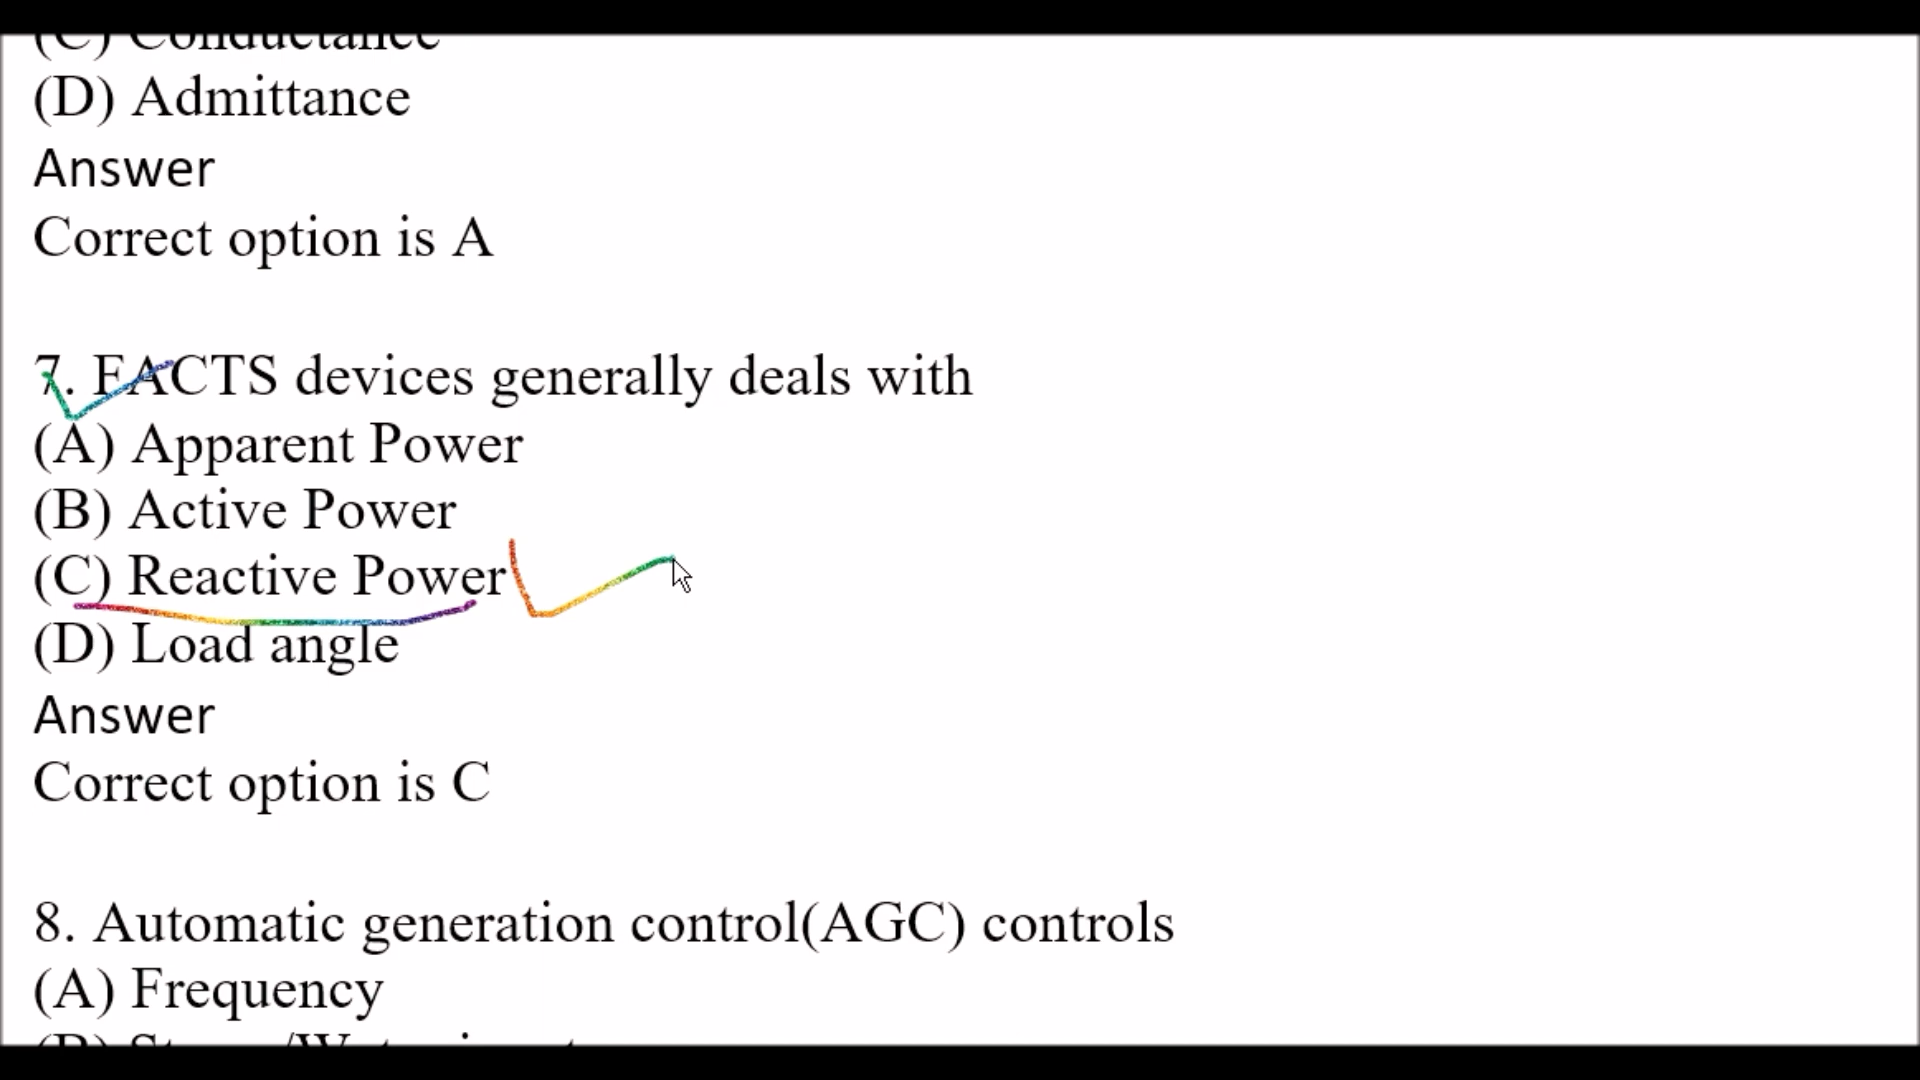 (C) Conductance
(D) Admittance
Answer
Correct option is A
7. FACTS devices generally deals with
(A) Apparent Power
(B) Active Power
(C) Reactive Power
(D) Load angle
Answer
Correct option is C
8. Automatic generation control(AGC) controls
(A) Frequency
(B)